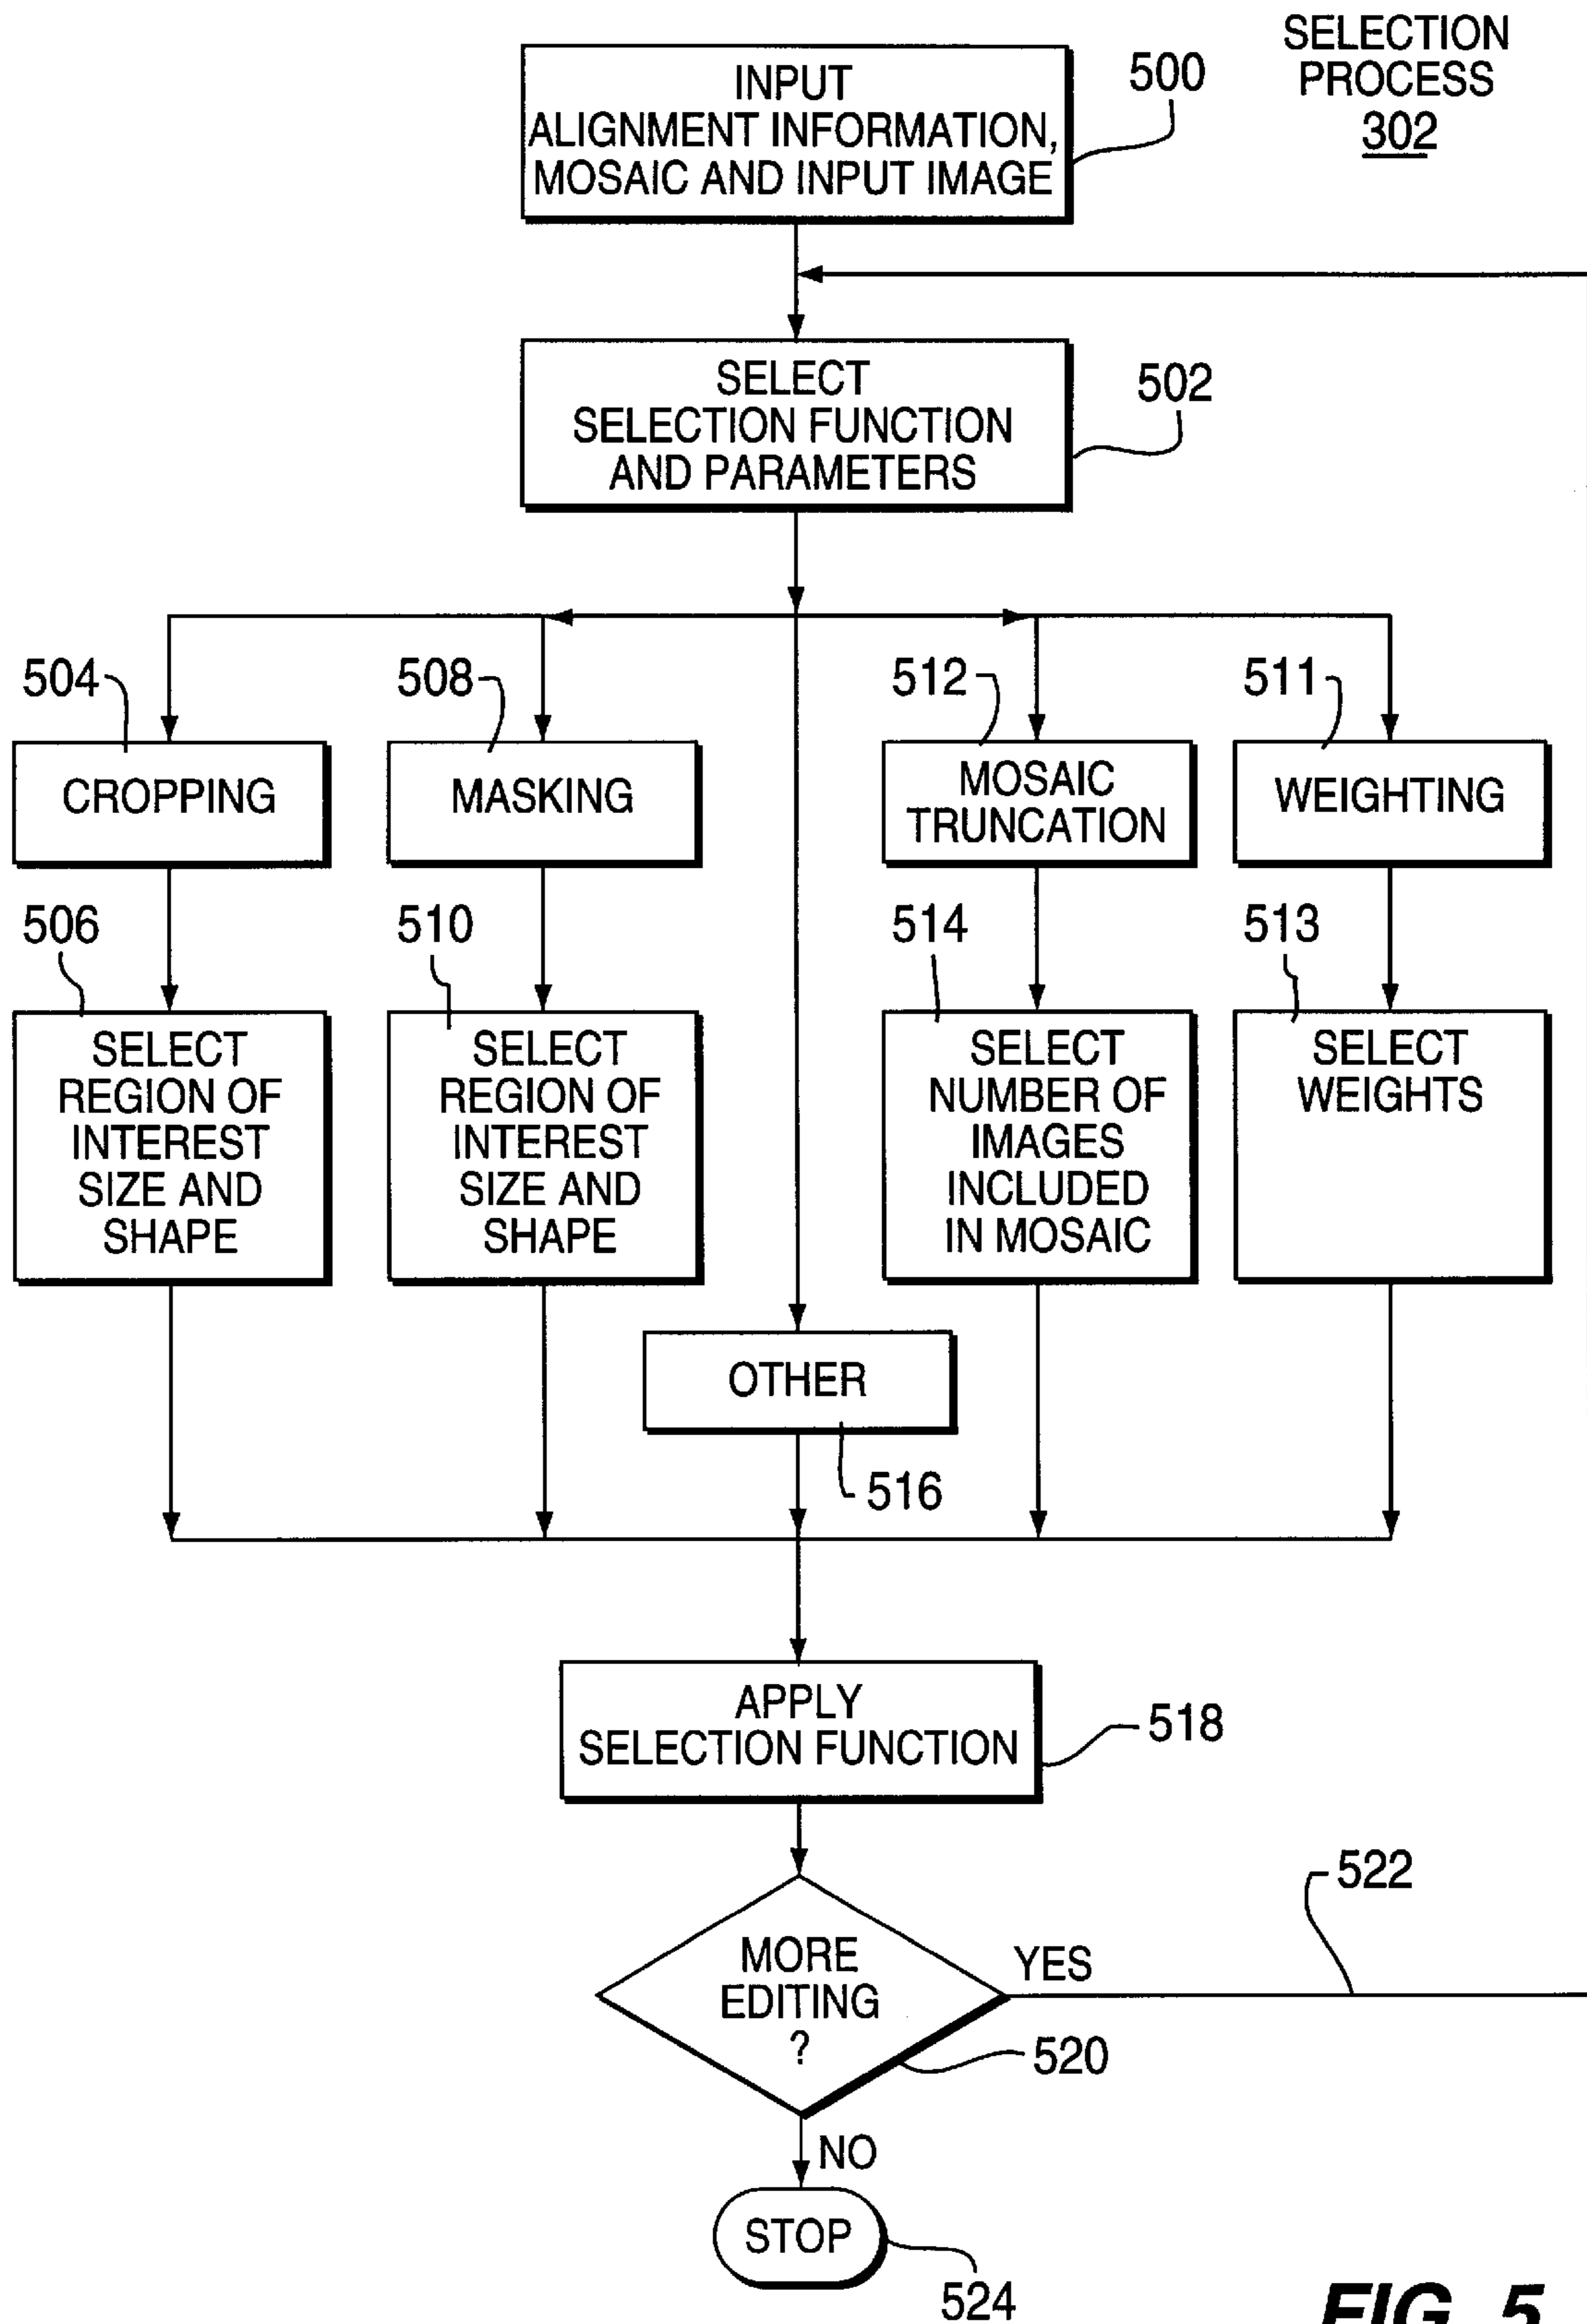 SELECTION
PROCESS
302
INPUT
ALIGNMENT INFORMATION,
MOSAIC AND INPUT IMAGE
500
SELECT
SELECTION FUNCTION
AND PARAMETERS
502
504
508
512
511
CROPPING
MASKING
MOSAIC
TRUNCATION
WEIGHTING
506
510
514
513
SELECT
REGION OF
INTEREST
SIZE AND
SHAPE
SELECT
REGION OF
INTEREST
SIZE AND
SHAPE
SELECT
NUMBER OF
IMAGES
INCLUDED
IN MOSAIC
SELECT
WEIGHTS
OTHER
516
APPLY
SELECTION FUNCTION
518
MORE
EDITING
?
YES
522
520
NO
STOP
524
FIG. 5